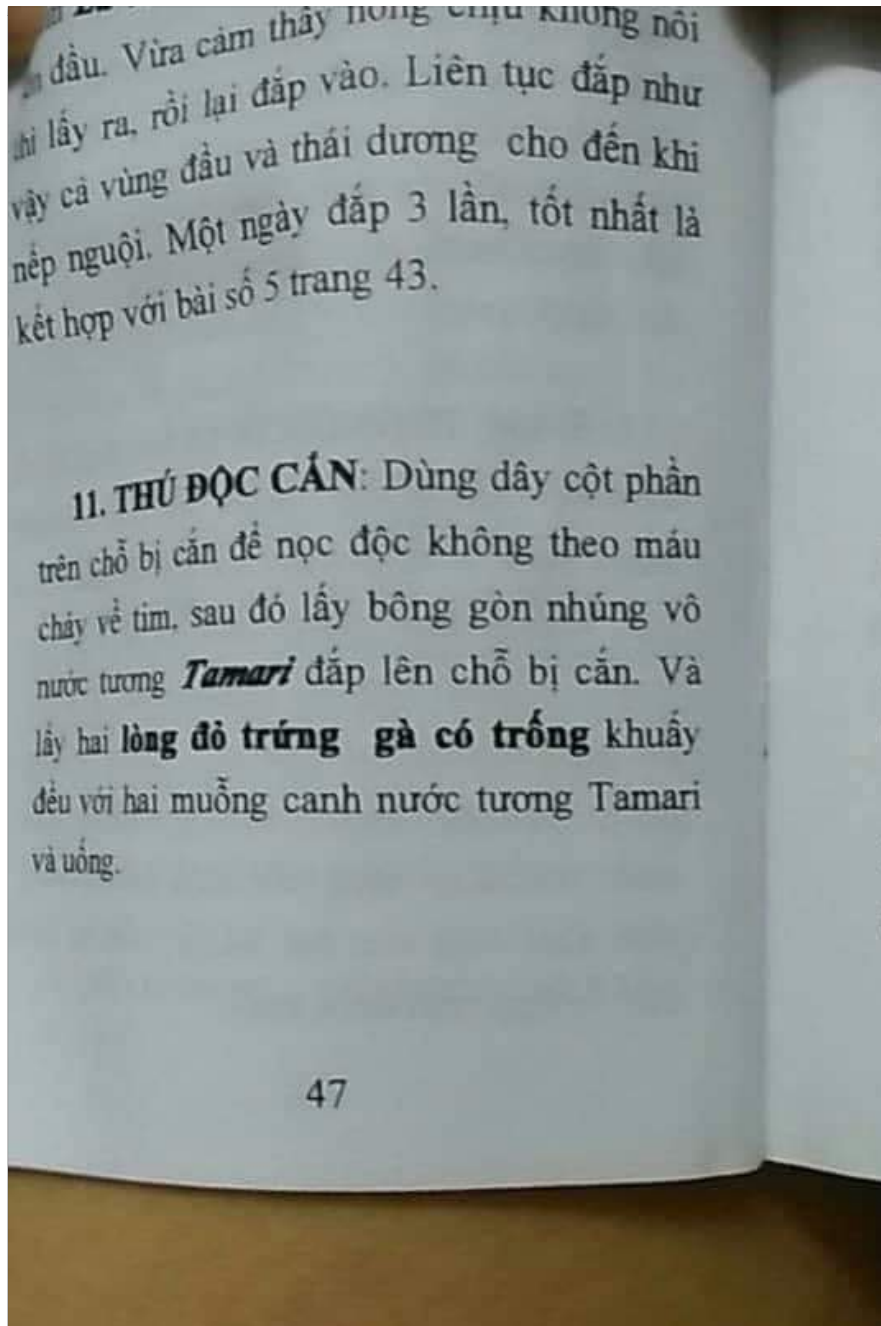 đầu. Vừa cảm thấy nóng chịu không nổi
thì lấy ra, rồi lại đắp vào. Liên tục đắp như
vậy cả vùng đầu và thái dương cho đến khi
nếp nguội. Một ngày đắp 3 lần, tốt nhất là
kết hợp với bài số 5 trang 43.
11. THÚ ĐỘC CẮN: Dùng dây cột phần
trên chỗ bị cắn để nọc độc không theo máu
chảy về tim, sau đó lấy bông gòn nhúng vô
nước tương Tamari đắp lên chỗ bị cắn. Và
lấy hai lòng đỏ trứng gà có trống khuấy
đều với hai muỗng canh nước tương Tamari
và uống.
47